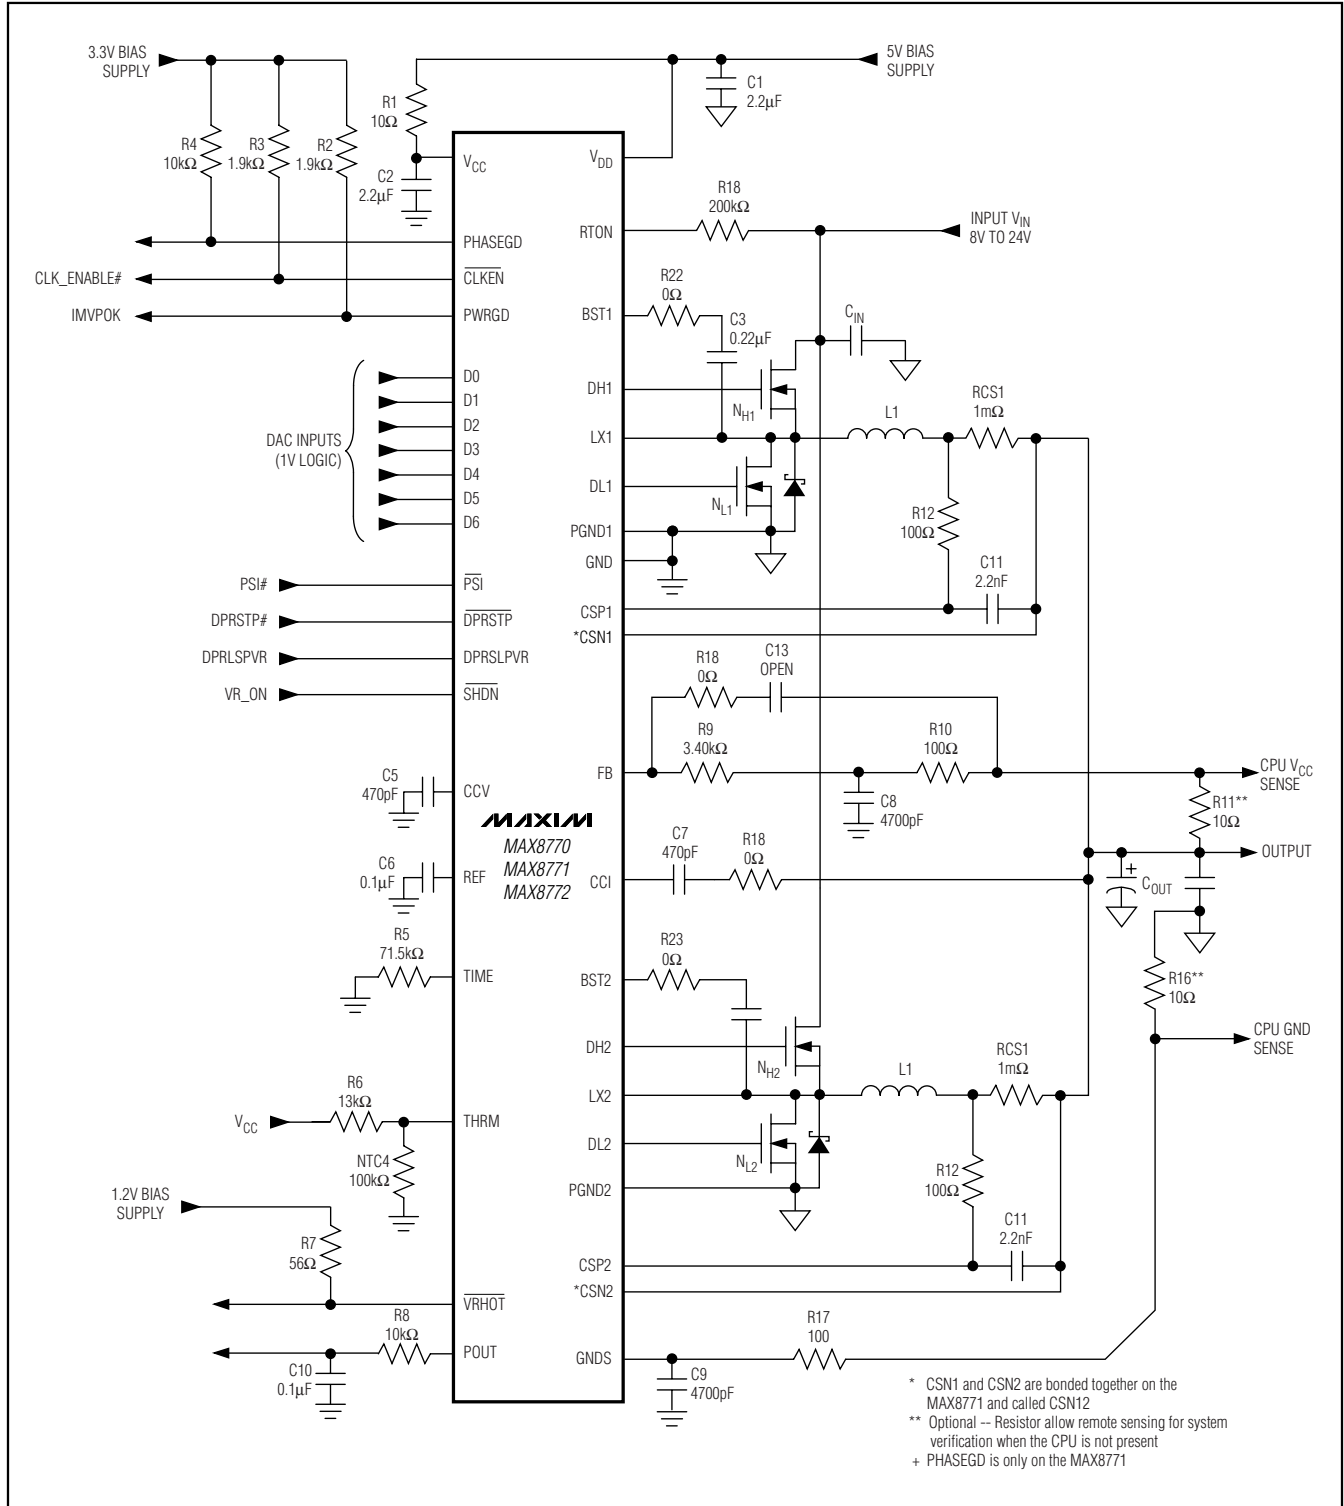 3.3V BIAS
SUPPLY
5V BIAS
SUPPLY
C1
2.2µF
R1
10Ω
R4
10kΩ
R3
1.9kΩ
R2
1.9kΩ
C2
2.2µF
VCC
VDD
R18
200kΩ
RTON
INPUT VIN
8V TO 24V
PHASEGD
CLK_ENABLE#
CLKEN
IMVPOK
PWRGD
R22
0Ω
BST1
C3
0.22µF
CIN
DH1
NH1
DAC INPUTS
(1V LOGIC)
D0
D1
D2
D3
D4
D5
D6
LX1
L1
RCS1
1mΩ
DL1
NL1
R12
100Ω
PGND1
GND
C11
2.2nF
CSP1
*CSN1
PSI#
PSI
DPRSTP#
DPRSTP
DPRLSPVR
DPRSLPVR
VR_ON
SHDN
R18
0Ω
C13
OPEN
R9
3.40kΩ
R10
100Ω
FB
C8
4700pF
CPU VCC
SENSE
R11**
10Ω
C5
470pF
CCV
MAXIM
MAX8770
MAX8771
MAX8772
C6
0.1µF
REF
C7
470pF
R18
0Ω
CCI
OUTPUT
+
COUT
R5
71.5kΩ
TIME
R23
0Ω
BST2
R16**
10Ω
CPU GND
SENSE
DH2
NH2
LX2
L1
RCS1
1mΩ
DL2
NL2
R12
100Ω
PGND2
C11
2.2nF
CSP2
*CSN2
VCC
R6
13kΩ
THRM
NTC4
100kΩ
1.2V BIAS
SUPPLY
R7
56Ω
VRHOT
R8
10kΩ
POUT
C10
0.1µF
R17
100
GNDS
C9
4700pF
* CSN1 and CSN2 are bonded together on the
MAX8771 and called CSN12
** Optional -- Resistor allow remote sensing for system
verification when the CPU is not present
+ PHASEGD is only on the MAX8771